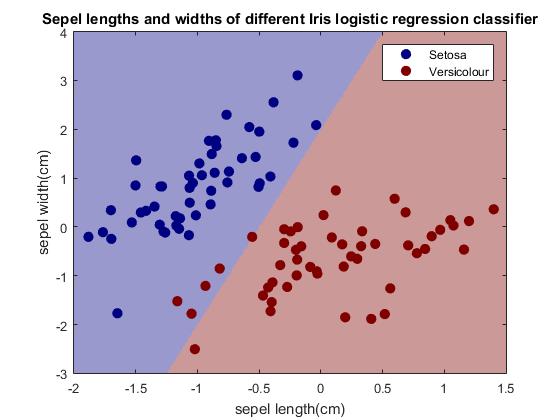 Sepel lengths and widths of different Iris logistic regression classifier
4
3
2
1
0
-1
-2
-3
sepel width(cm)
Setosa
Versicolour
-2 -1.5 -1 -0.5 0 0.5 1 1.5
sepel length(cm)